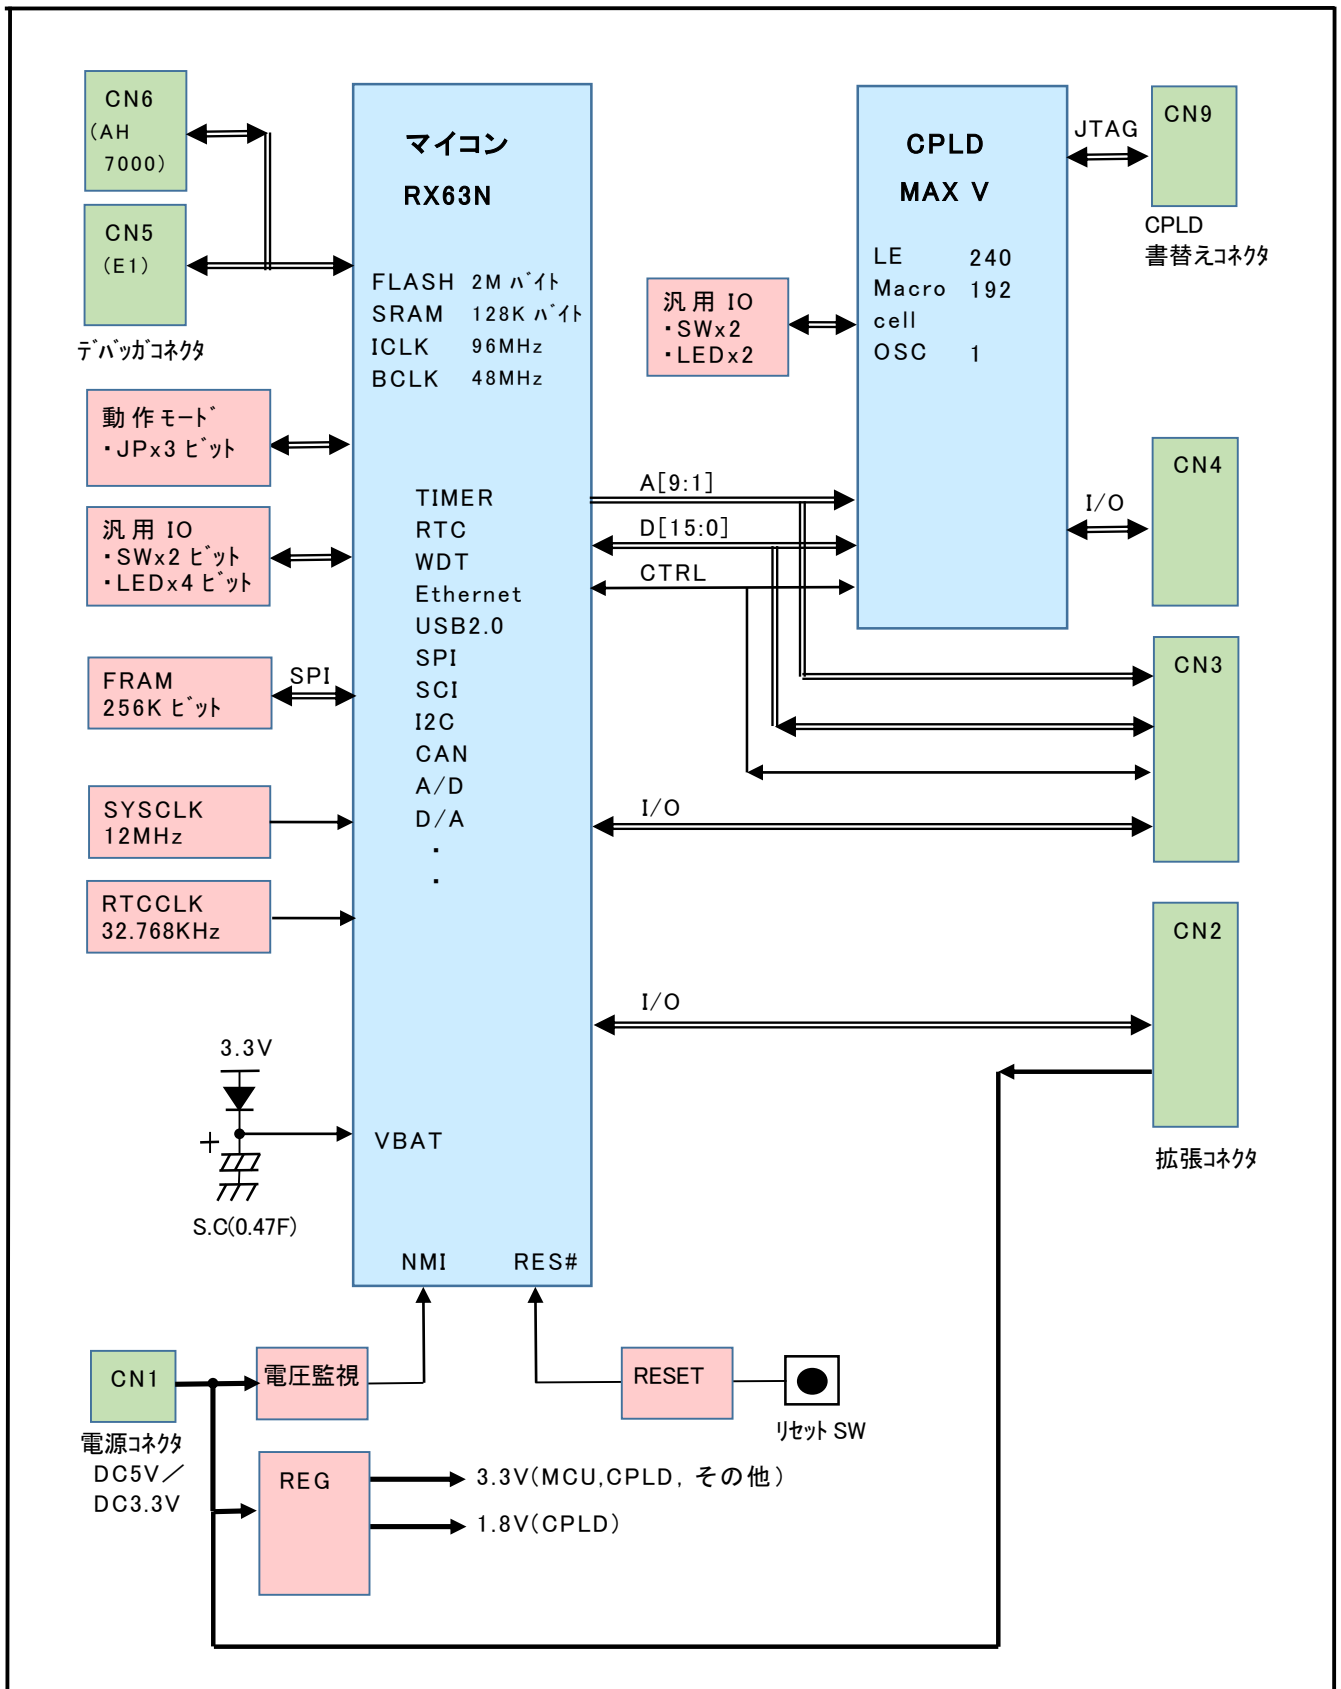 CN6
(AH
7000)
CN5
(E1)
デバッガコネクタ
動作モード
・JPx3 ビット
汎用 IO
・SWx2 ビット
・LEDx4 ビット
FRAM
256K ビット
SPI
SYSCLK
12MHz
RTCCLK
32.768KHz
3.3V
+
S.C(0.47F)
マイコン
RX63N
FLASH 2M バイト
SRAM 128K バイト
ICLK 96MHz
BCLK 48MHz
TIMER
RTC
WDT
Ethernet
USB2.0
SPI
SCI
I2C
CAN
A/D
D/A
・
・
VBAT
NMI RES#
汎用 IO
・SWx2
・LEDx2
CPLD
MAX V
LE 240
Macro 192
cell
OSC 1
JTAG
CN9
CPLD
書替えコネクタ
A[9:1]
D[15:0]
CTRL
I/O
CN4
CN3
I/O
CN2
I/O
拡張コネクタ
CN1
電源コネクタ
DC5V／
DC3.3V
電圧監視
REG
3.3V(MCU,CPLD, その他)
1.8V(CPLD)
RESET
リセット SW